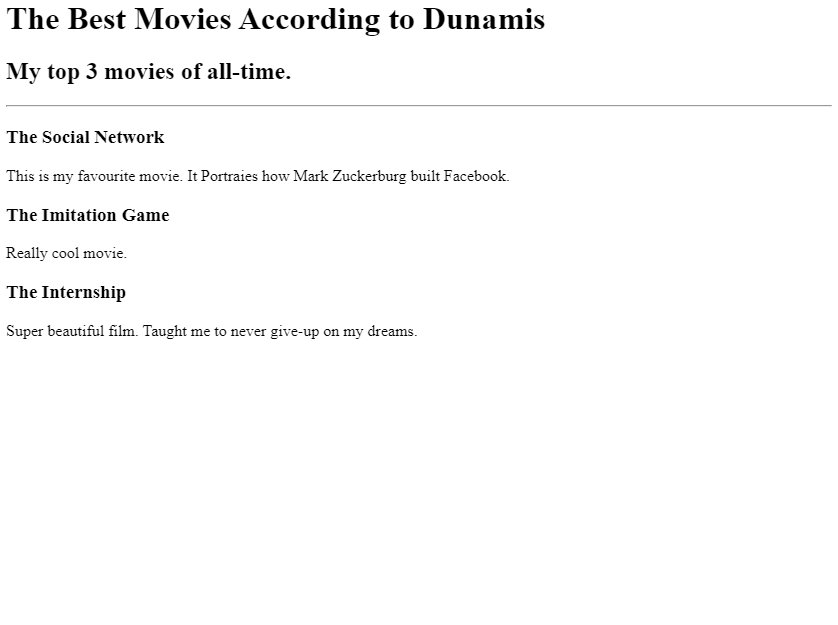 The Best Movies According to Dunamis
My top 3 movies of all-time.
The Social Network
This is my favourite movie. It Portraies how Mark Zuckerburg built Facebook.
The Imitation Game
Really cool movie.
The Internship
Super beautiful film. Taught me to never give-up on my dreams.